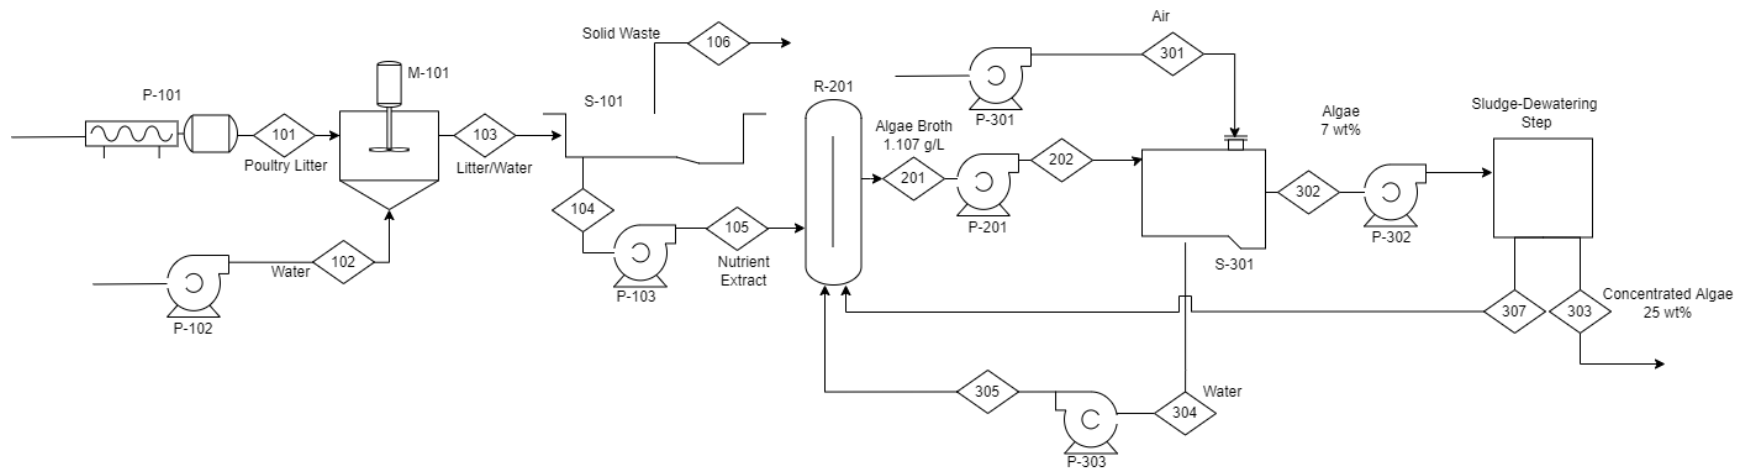 Air
Solid Waste
106
301
M-101
P-101
S-101
R-201
Algae Broth
1.107 g/L
P-301
Algae
7 wt%
Sludge-Dewatering
Step
101
103
Poultry Litter
Litter/Water
201
202
302
P-201
P-302
104
105
Nutrient
Extract
P-103
S-301
Water
102
P-102
307
303
Concentrated Algae
25 wt%
305
304
Water
P-303